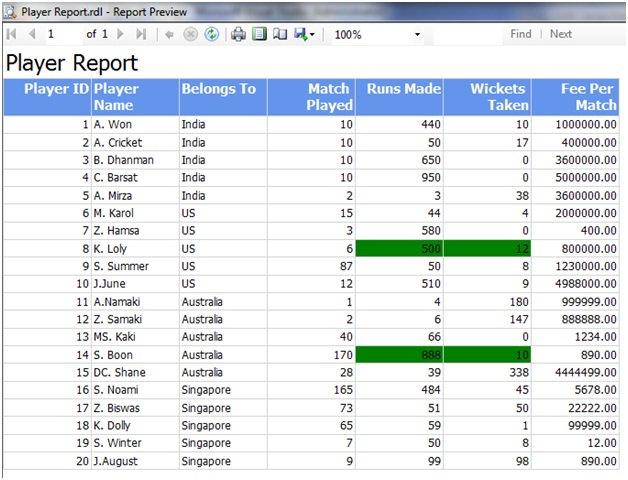 Player Report.rdl - Report Preview
1 of 1 100% Find | Next
Player Report
Player ID Player Name Belongs To Match Played Runs Made Wickets Taken Fee Per Match
1 A. Won India 10 440 10 1000000.00
2 A. Cricket India 10 50 17 400000.00
3 B. Dhanman India 10 650 0 3600000.00
4 C. Barsat India 10 950 0 5000000.00
5 A. Mirza India 2 3 38 3600000.00
6 M. Karol US 15 44 4 2000000.00
7 Z. Hamsa US 3 580 0 400.00
8 K. Loly US 6 500 12 800000.00
9 S. Summer US 87 50 8 1230000.00
10 J.June US 12 510 9 4988000.00
11 A.Namaki Australia 1 4 180 999999.00
12 Z. Samaki Australia 2 6 147 888888.00
13 MS. Kaki Australia 40 66 0 1234.00
14 S. Boon Australia 170 888 10 890.00
15 DC. Shane Australia 28 39 338 4444499.00
16 S. Noami Singapore 165 484 45 5678.00
17 Z. Biswas Singapore 73 51 50 22222.00
18 K. Dolly Singapore 65 59 1 99999.00
19 S. Winter Singapore 7 50 8 12.00
20 J.August Singapore 9 99 98 890.00